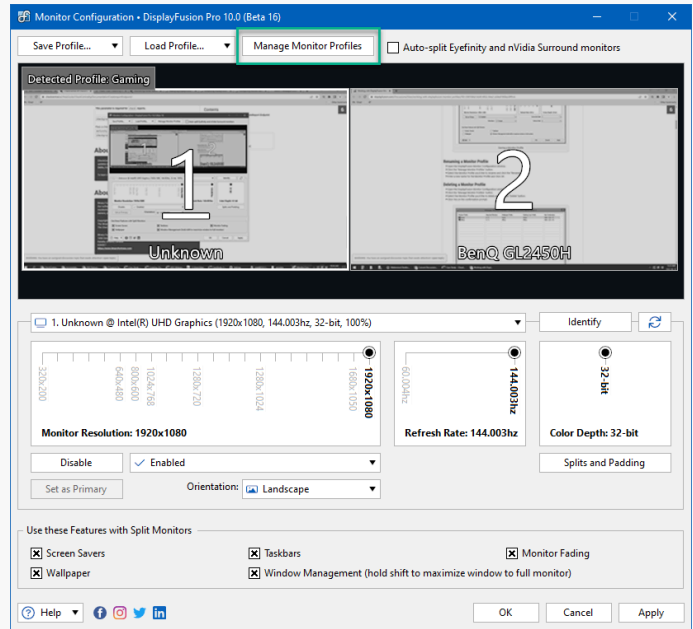 Monitor Configuration • DisplayFusion Pro 10.0 (Beta 16)
Save Profile... Load Profile... Manage Monitor Profiles Auto-split Eyefinity and nVidia Surround monitors
Detected Profile: Gaming
1 2
Unknown BenQ GL2450H
1. Unknown @ Intel(R) UHD Graphics (1920x1080, 144.003hz, 32-bit, 100%) Identify
320x200 640x480 800x600 1024x768 1280x720 1280x1024 1680x1050 1920x1080 60.004hz 144.003hz 32-bit
Monitor Resolution: 1920x1080 Refresh Rate: 144.003hz Color Depth: 32-bit
Disable Enabled Splits and Padding
Set as Primary Orientation: Landscape
Use these Features with Split Monitors
Screen Savers Taskbars Monitor Fading
Wallpaper Window Management (hold shift to maximize window to full monitor)
Help OK Cancel Apply